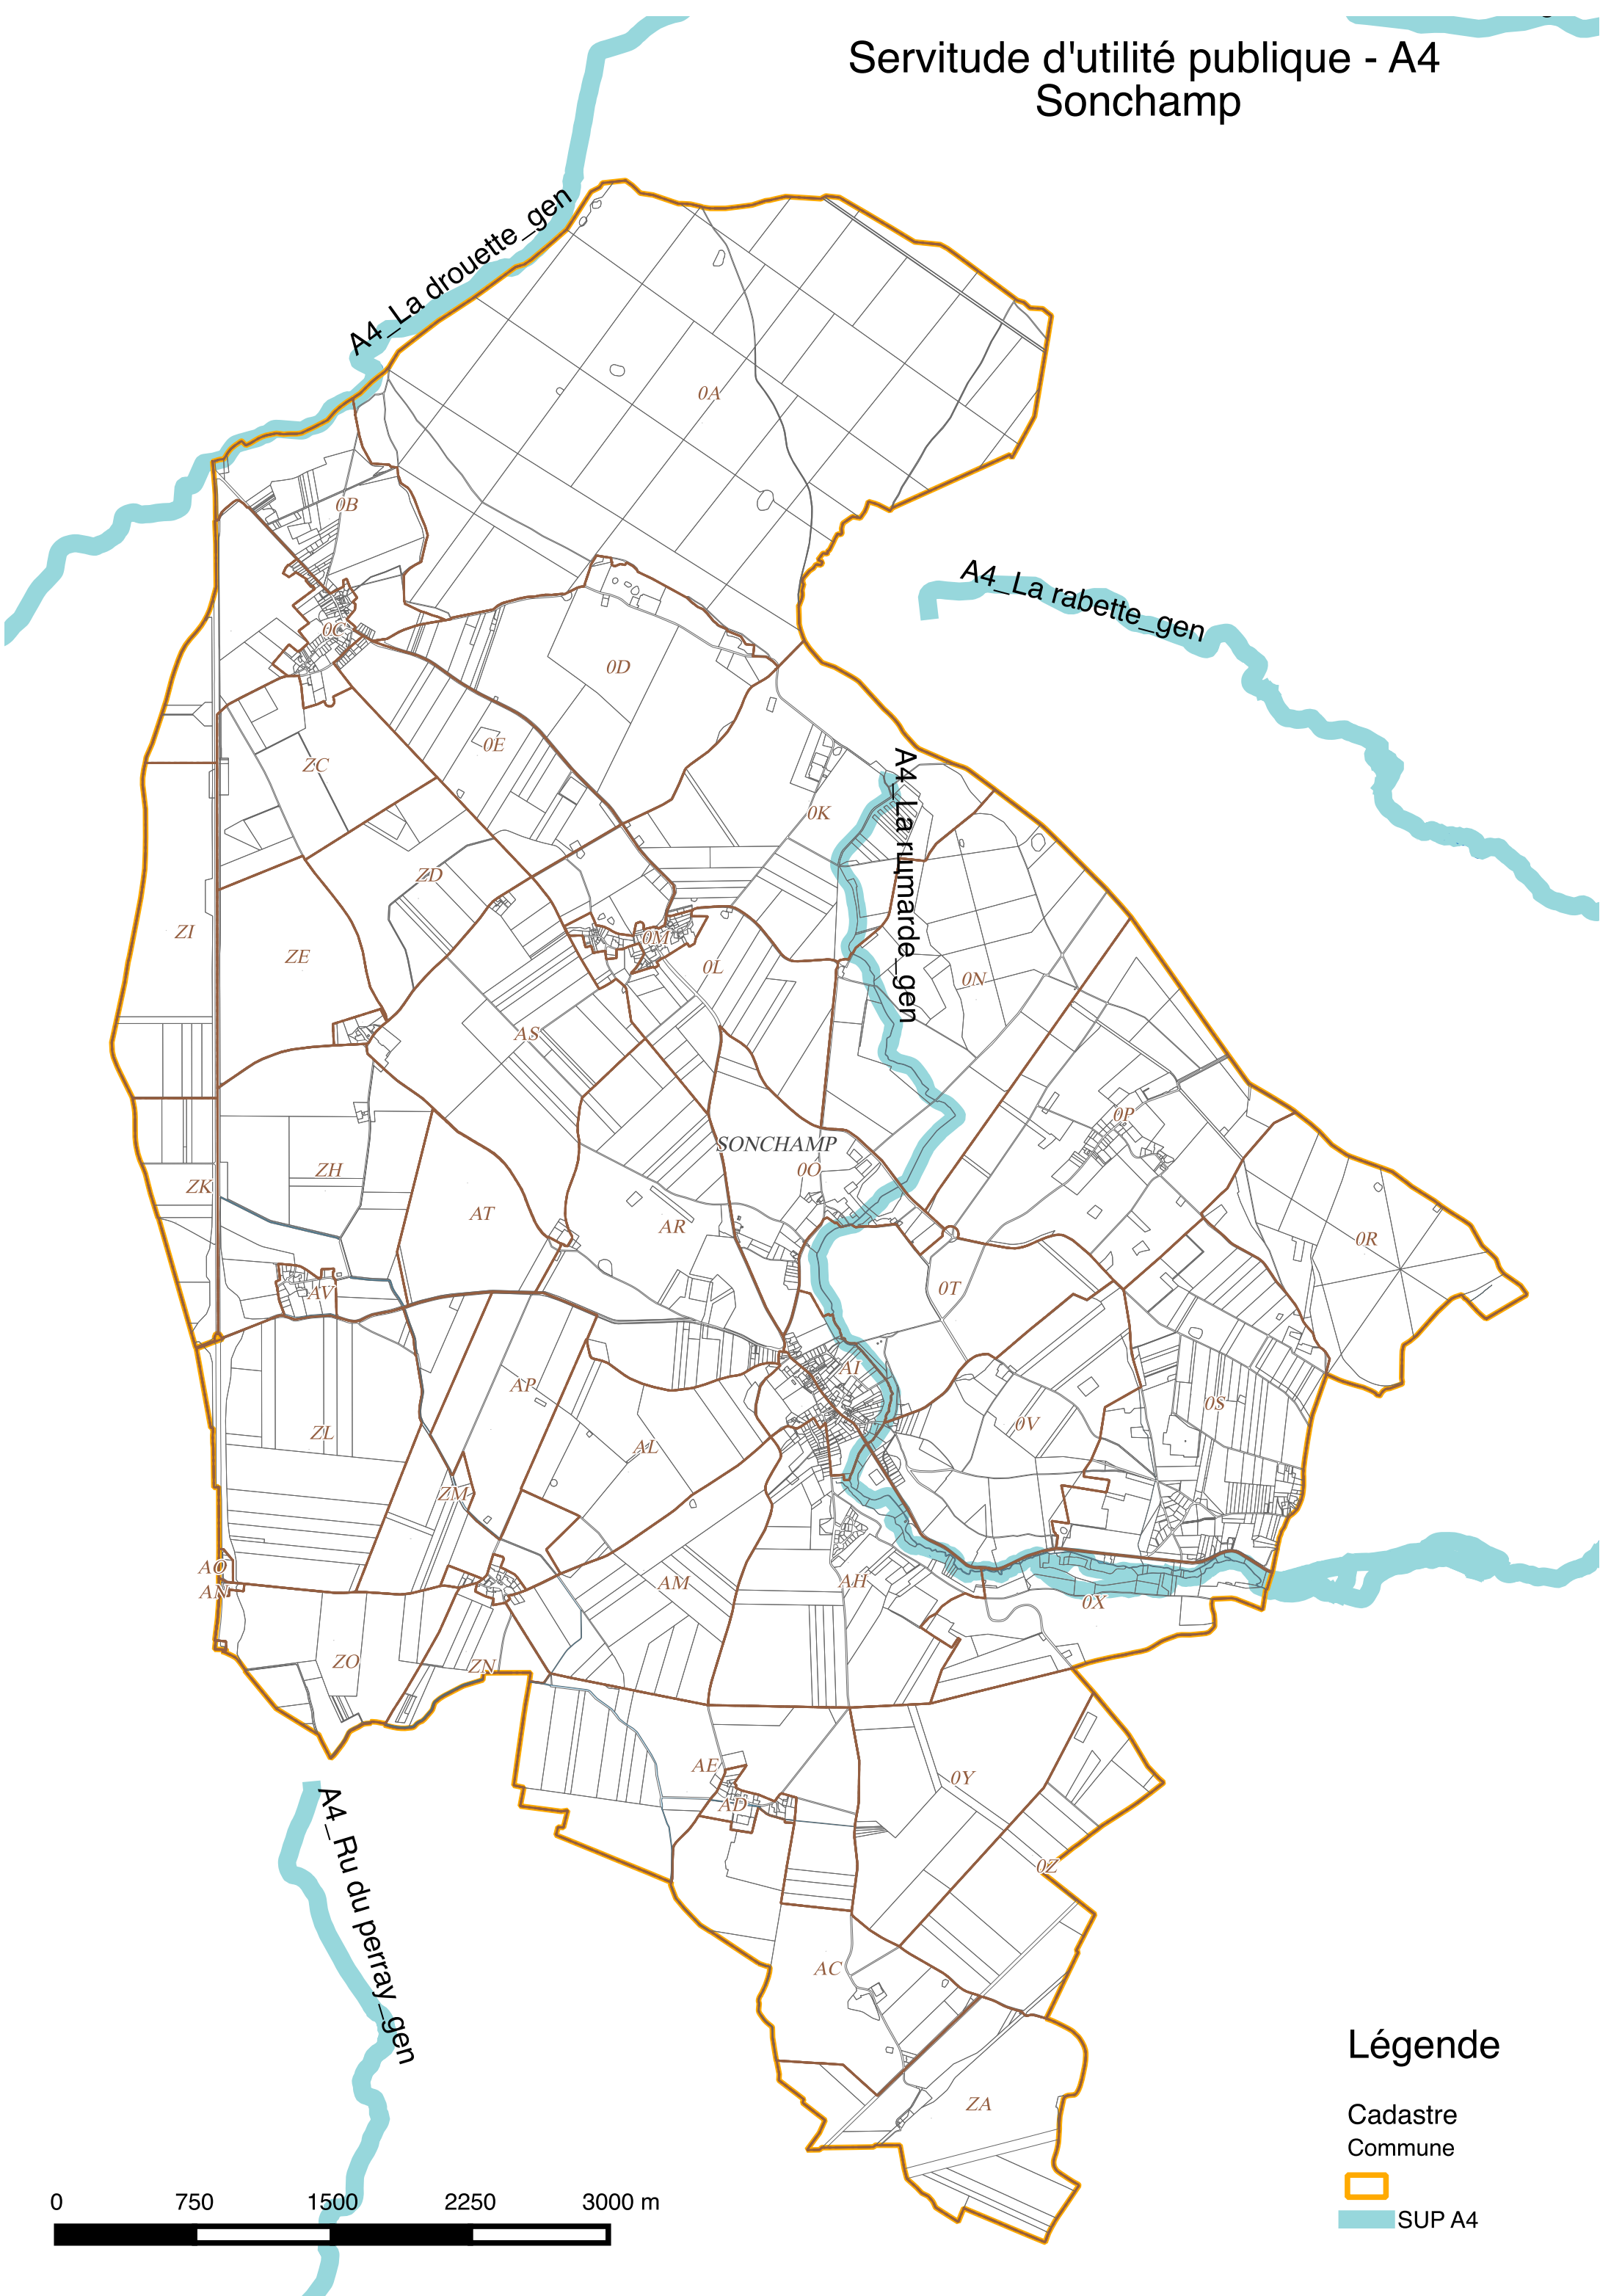 Servitude d'utilité publique - A4
Sonchamp
A4_La drouette_gen
0A
0B
A4_La rabette_gen
0C
0D
0E
ZC
A4_La
marde_gen
0K
ZD
ZI
0M
ZE
0L
0N
AS
0P
SONCHAMP
0O
ZH
ZK
AT
AR
0R
0T
AV
AI
AP
0S
0V
ZL
AL
ZM
AO
AM
AH
AN
0X
ZO
ZN
AE
0Y
AD
A4_Ru du perray_gen
0Z
AC
Légende
ZA
Cadastre
Commune
SUP A4
0 750 1500 2250 3000 m